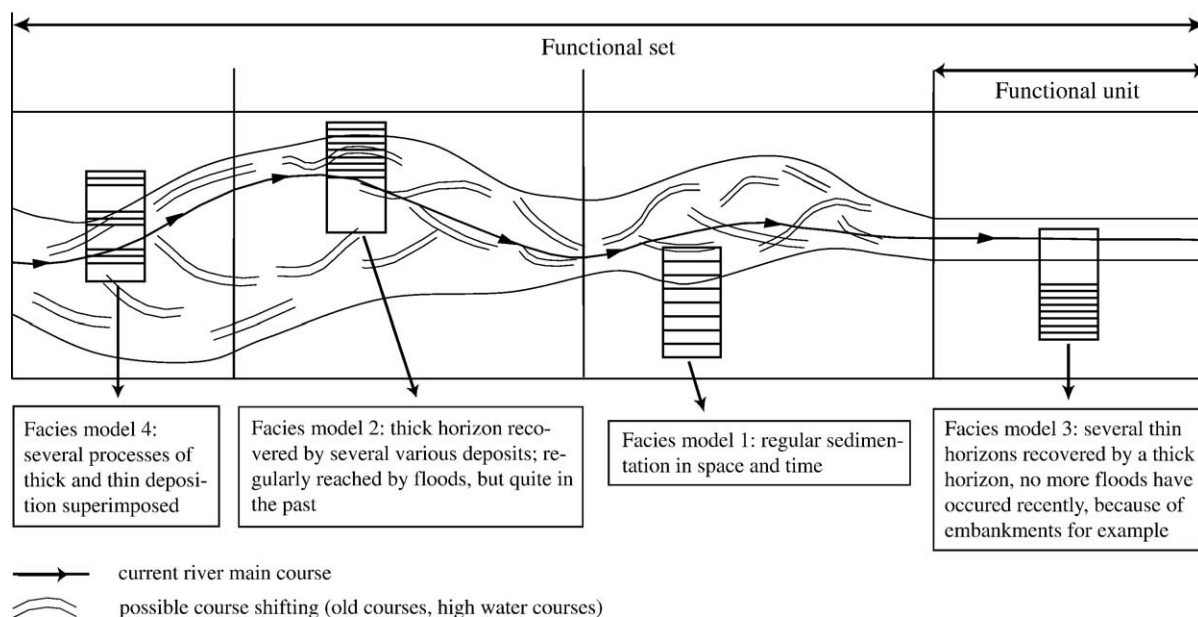 Functional set
Functional unit
Facies model 4:
several processes of
thick and thin deposi-
tion superimposed
Facies model 2: thick horizon reco-
vered by several various deposits; re-
gularly reached by floods, but quite in
the past
Facies model 1: regular sedimen-
tation in space and time
Facies model 3: several thin
horizons recovered by a thick
horizon, no more floods have
occured recently, because of
embankments for example
current river main course
possible course shifting (old courses, high water courses)